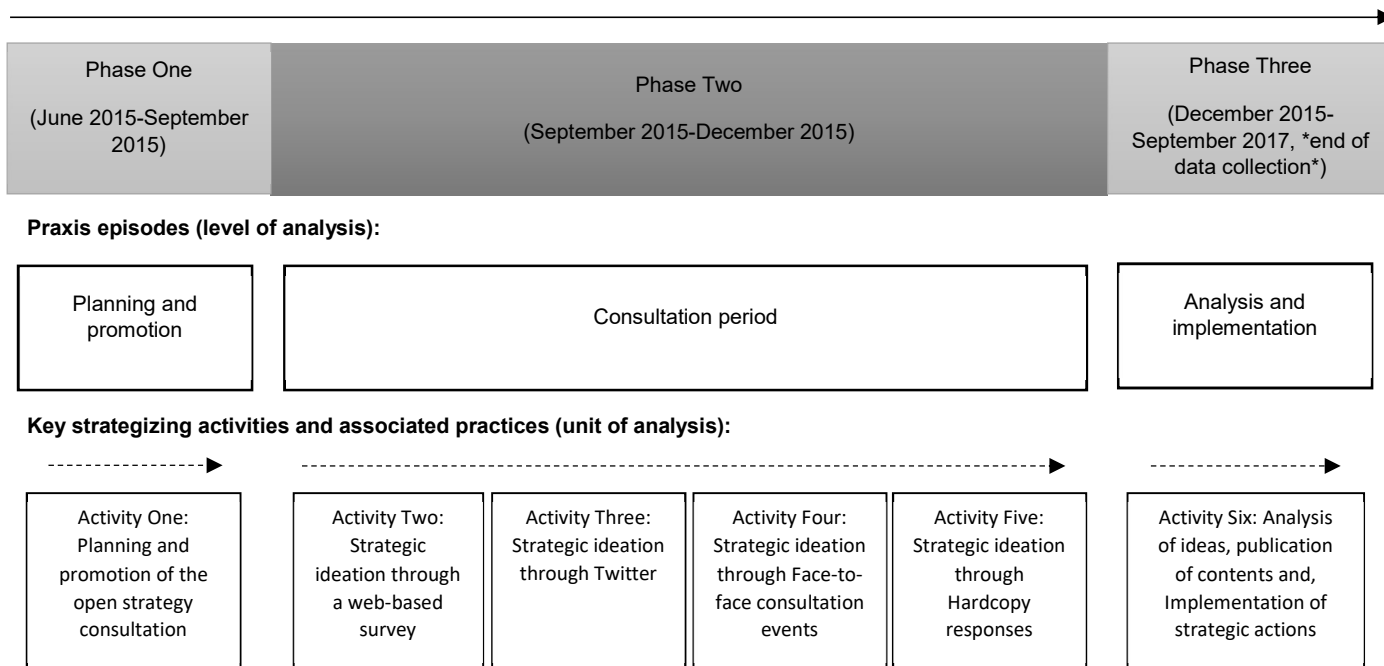 Phase One
(June 2015-September
2015)
Phase Two
(September 2015-December 2015)
Phase Three
(December 2015-
September 2017, *end of
data collection*)
Praxis episodes (level of analysis):
Planning and
promotion
Consultation period
Analysis and
implementation
Key strategizing activities and associated practices (unit of analysis):
Activity One:
Planning and
promotion of the
open strategy
consultation
Activity Two:
Strategic
ideation through
a web-based
survey
Activity Three:
Strategic ideation
through Twitter
Activity Four:
Strategic ideation
through Face-to-
face consultation
events
Activity Five:
Strategic ideation
through
Hardcopy
responses
Activity Six: Analysis
of ideas, publication
of contents and,
Implementation of
strategic actions